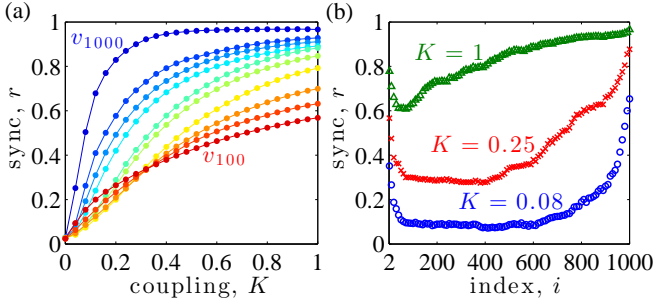 (a)
1
0.8
0.6
0.4
0.2
0
sync, r
v1000
v100
0 0.2 0.4 0.6 0.8 1
coupling, K
(b)
1
0.8
0.6
0.4
0.2
0
sync, r
K = 1
K = 0.25
K = 0.08
2 200 400 600 800 1000
index, i